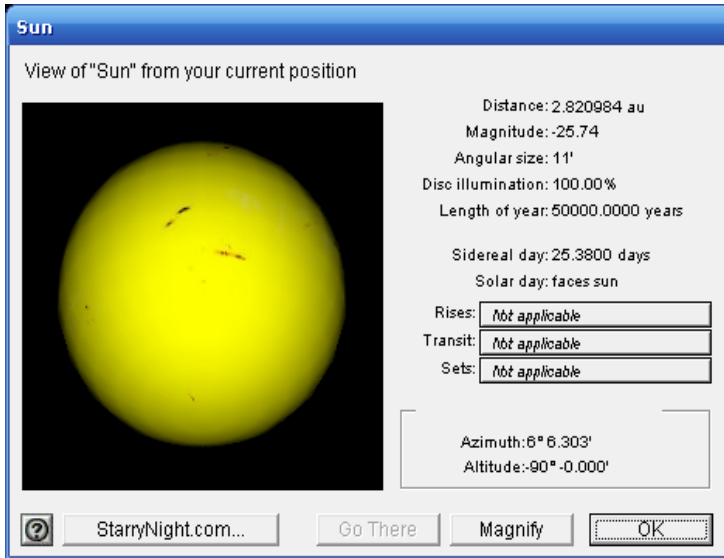 Sun
View of "Sun" from your current position
Distance: 2.820984 au
Magnitude: -25.74
Angular size: 11'
Disc illumination: 100.00%
Length of year: 50000.0000 years
Sidereal day: 25.3800 days
Solar day: faces sun
Rises: Not applicable
Transit: Not applicable
Sets: Not applicable
Azimuth:6° 6.303'
Altitude:-90° -0.000'
? StarryNight.com... Go There Magnify OK